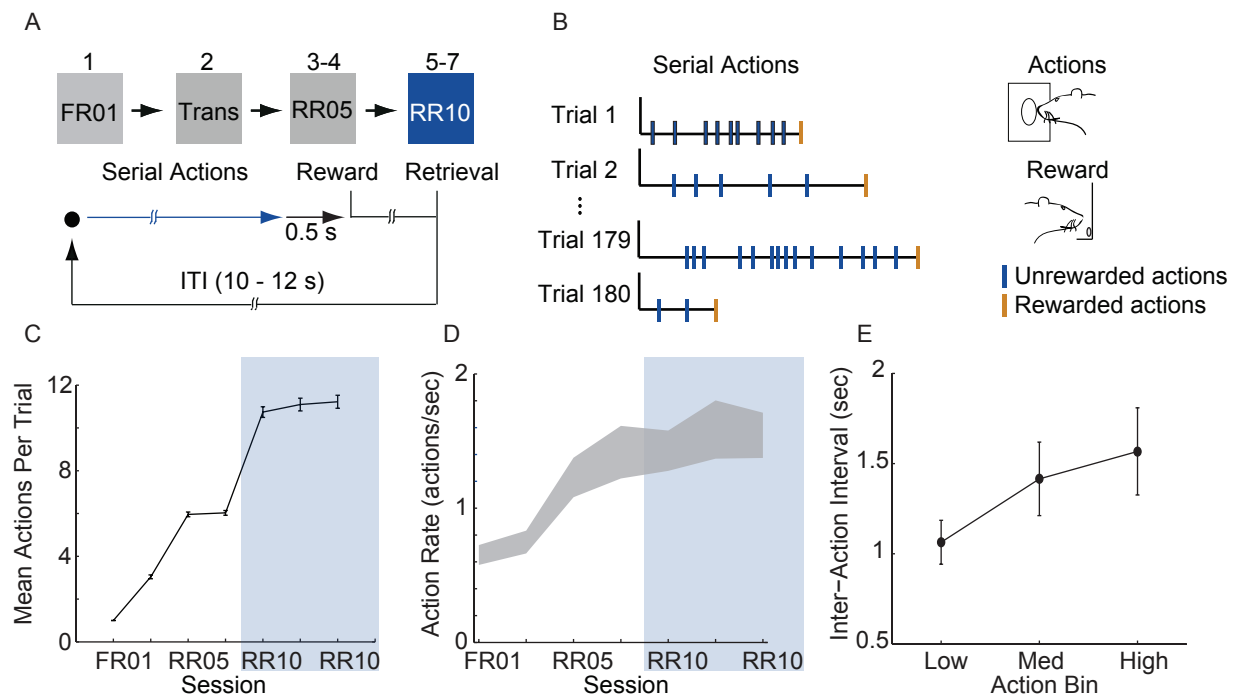 A
1 2 3-4 5-7
FR01 Trans RR05 RR10
Serial Actions Reward Retrieval
0.5 s
ITI (10 - 12 s)
B
Serial Actions
Trial 1
Trial 2
Trial 179
Trial 180
Actions
Reward
Unrewarded actions
Rewarded actions
C
Mean Actions Per Trial
12
8
4
0
FR01 RR05 RR10 RR10
Session
D
Action Rate (actions/sec)
2
1
0
FR01 RR05 RR10 RR10
Session
E
Inter−Action Interval (sec)
2
1.5
1
0.5
Low Med High
Action Bin